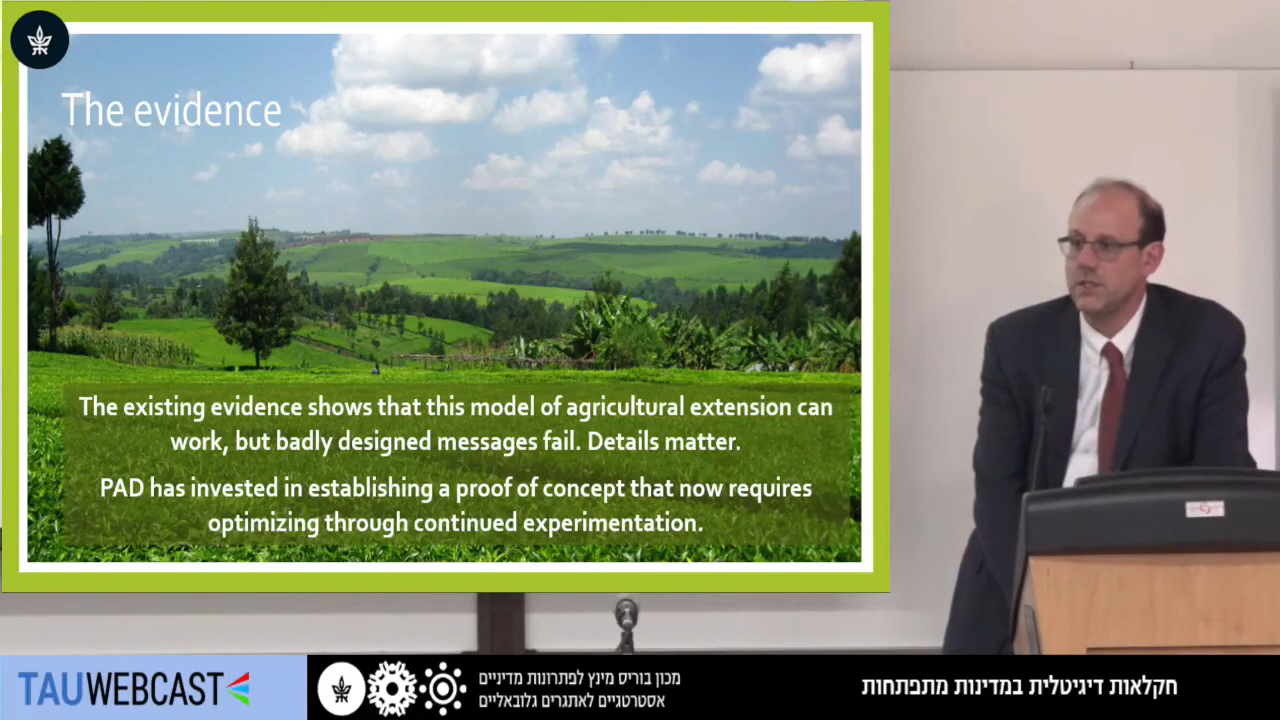 The evidence
The existing evidence shows that this model of agricultural extension can
work, but badly designed messages fail. Details matter.
PAD has invested in establishing a proof of concept that now requires
optimizing through continued experimentation.
TAUWEBCAST
מכון בוריס מינץ לפתרונות מדיניים
אסטרטגיים לאתגרים גלובאליים
חקלאות דיגיטלית במדינות מתפתחות